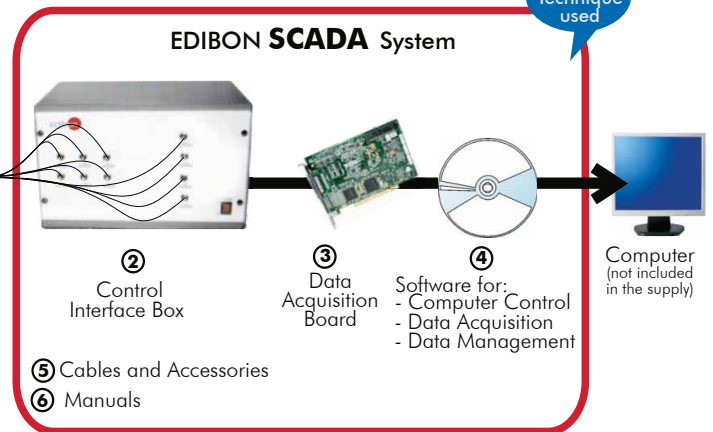 technique
used
EDIBON SCADA System
②
Control
Interface Box
③
Data
Acquisition
Board
④
Software for:
- Computer Control
- Data Acquisition
- Data Management
Computer
(not included
in the supply)
⑤ Cables and Accessories
⑥ Manuals